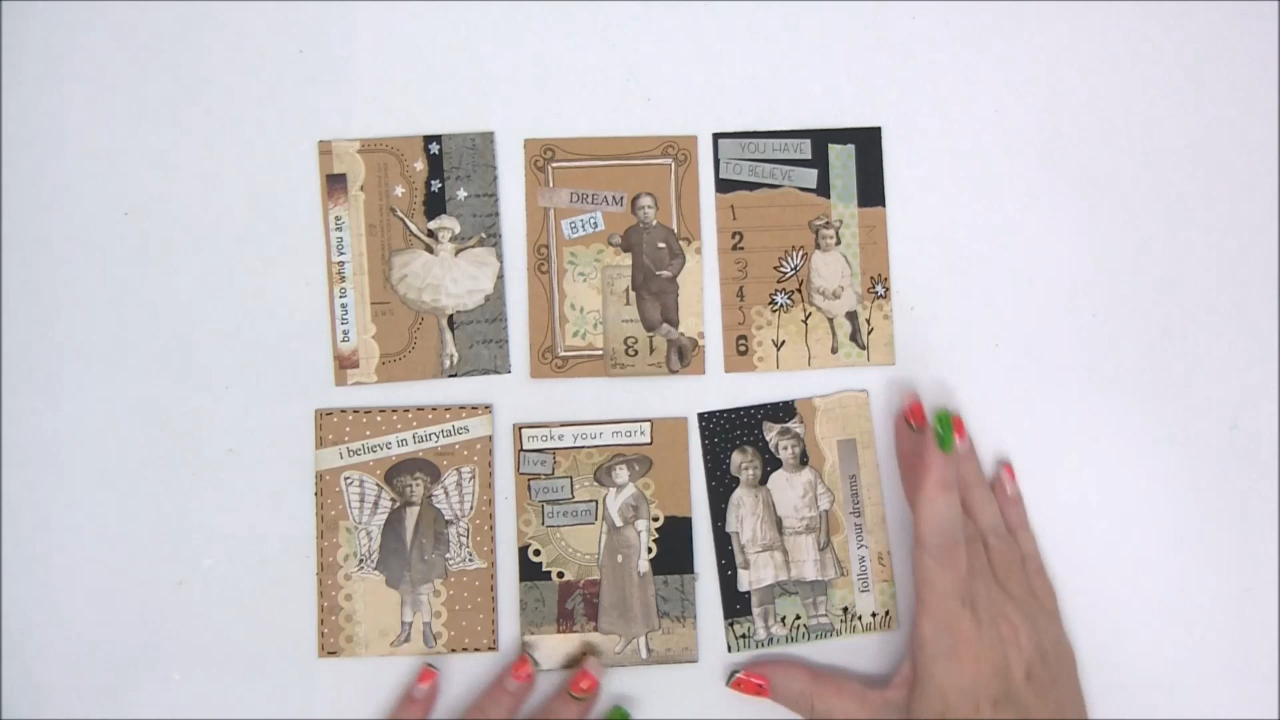 be true to who you are
DREAM
BIG
YOU HAVE
TO BELIEVE
1
2
3
4
5
6
1
13
i believe in fairytales
make your mark
live
your
dream
follow your dreams